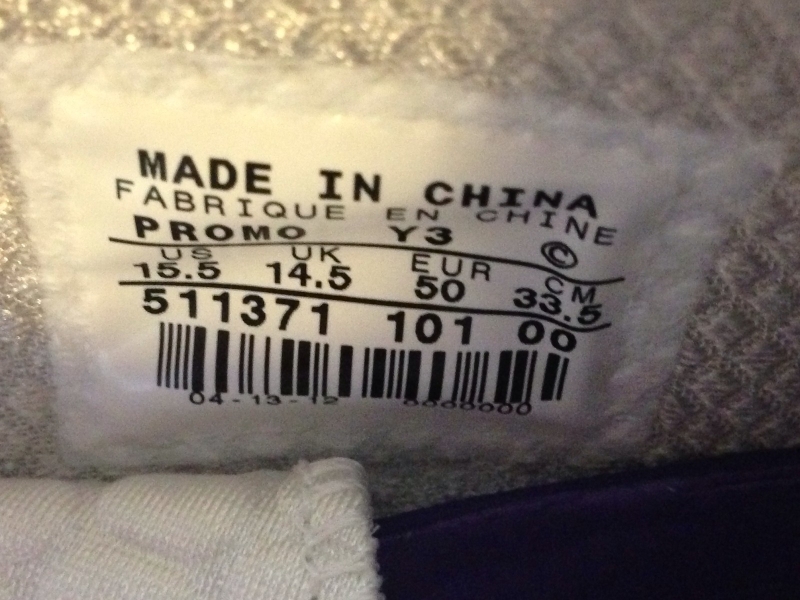 MADE IN CHINA
FABRIQUE EN CHINE
PROMO Y3 ©
US UK EUR CM
15.5 14.5 50 33.5
511371 101 00
04-13-12 0000000